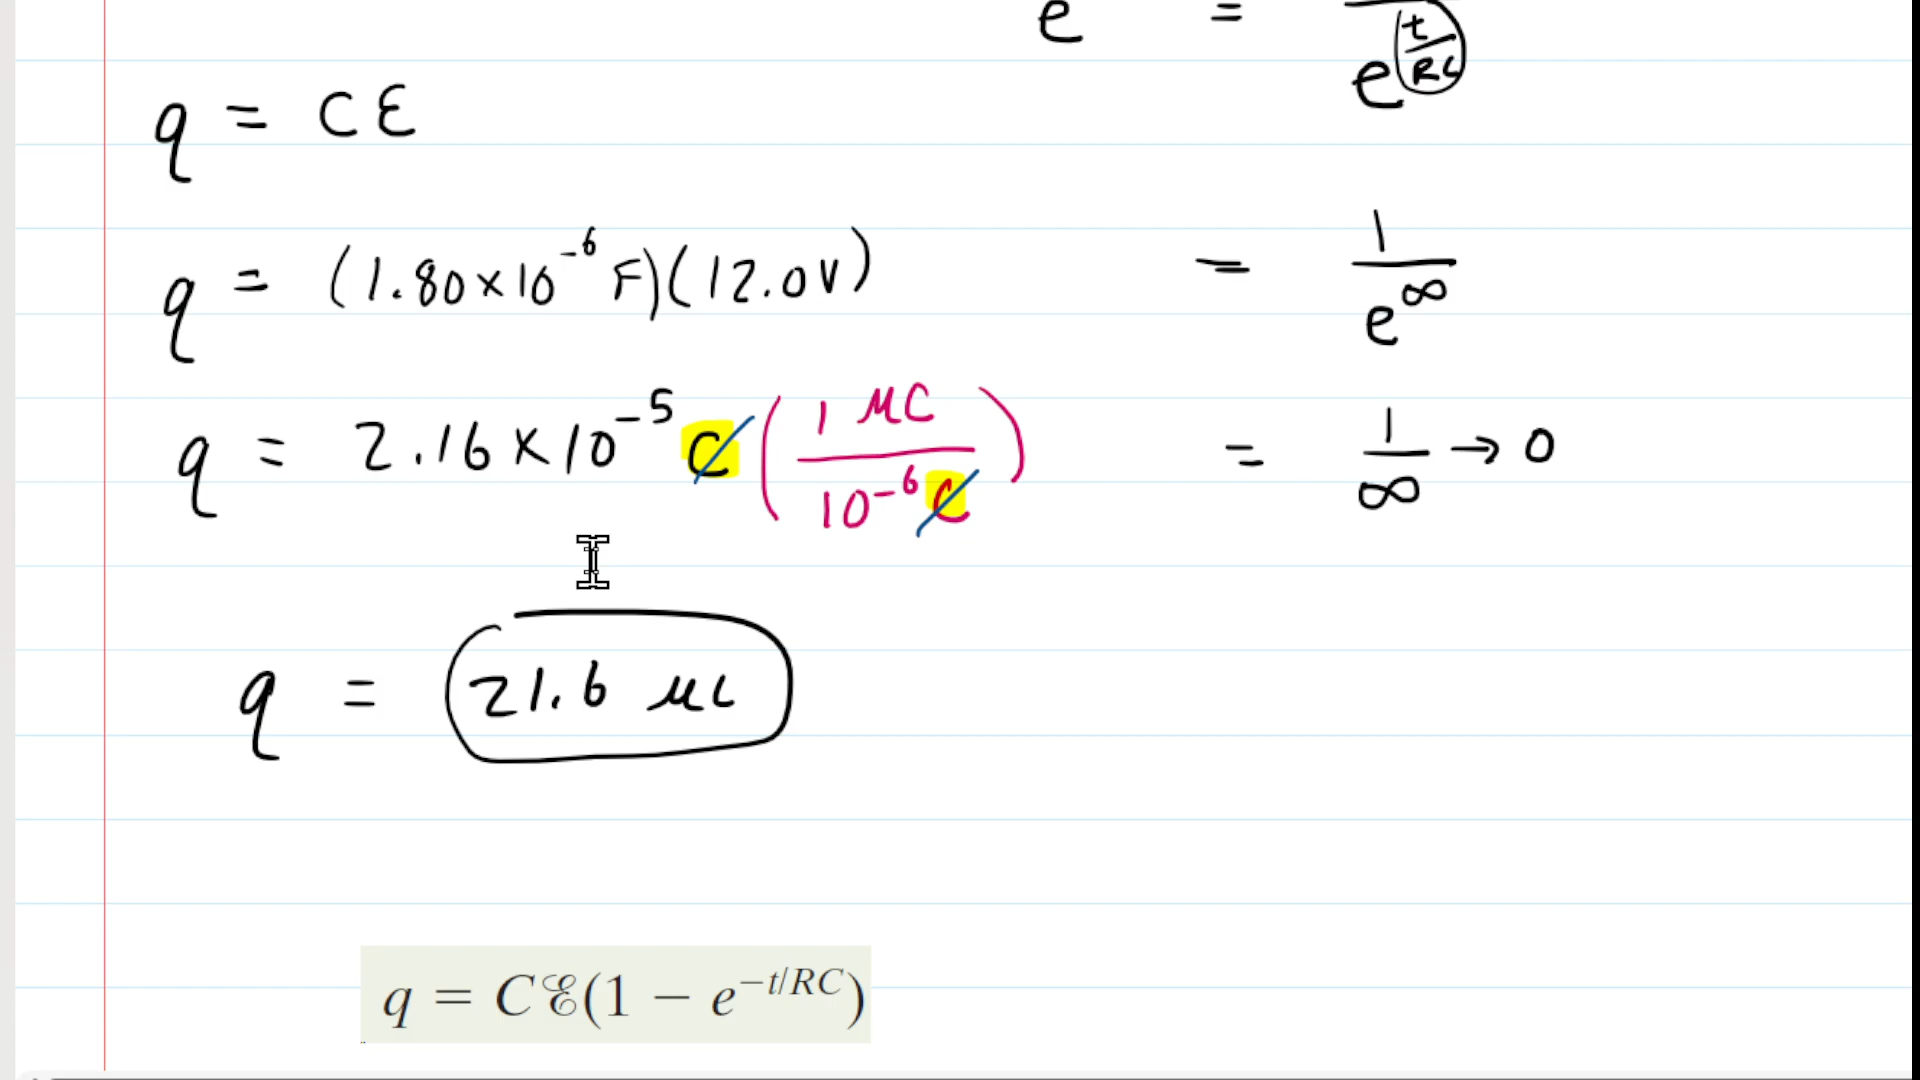 e = e^(t/RC)
q = Cℰ
q = (1.80×10⁻⁶ F)(12.0V) = 1/e^∞
q = 2.16×10⁻⁵ C (1 μC / 10⁻⁶ C) = 1/∞ → 0
q = 21.6 μC
q = Cℰ(1 − e^(−t/RC))